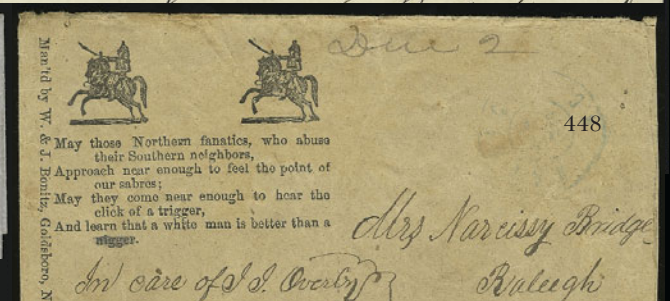 Due 2
Man'td by W. & J. Bonitz, Goldsboro, N
448
May those Northern fanatics, who abuse
their Southern neighbors,
Approach near enough to feel the point of
our sabres;
May they come near enough to hear the
click of a trigger,
And learn that a white man is better than a
nigger.
Mrs Narcissy Bridge
In care of J. J. Overby
Raleigh